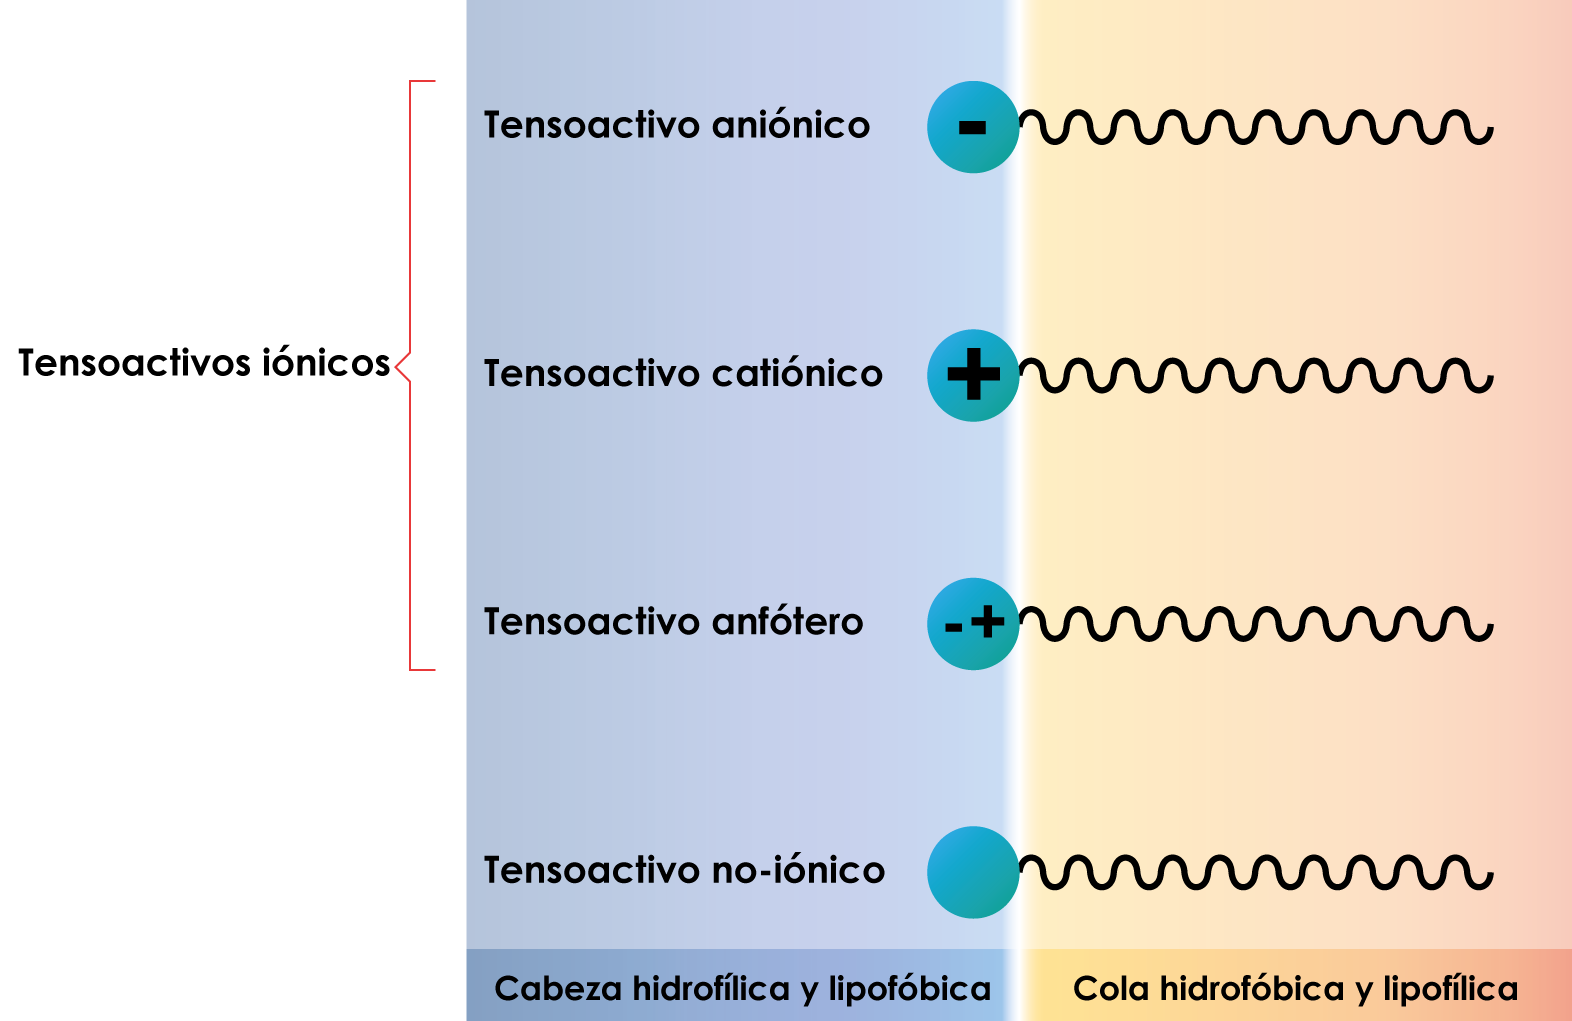 Tensoactivo aniónico
-
Tensoactivos iónicos
Tensoactivo catiónico
+
Tensoactivo anfótero
- +
Tensoactivo no-iónico
Cabeza hidrofílica y lipofóbica
Cola hidrofóbica y lipofílica